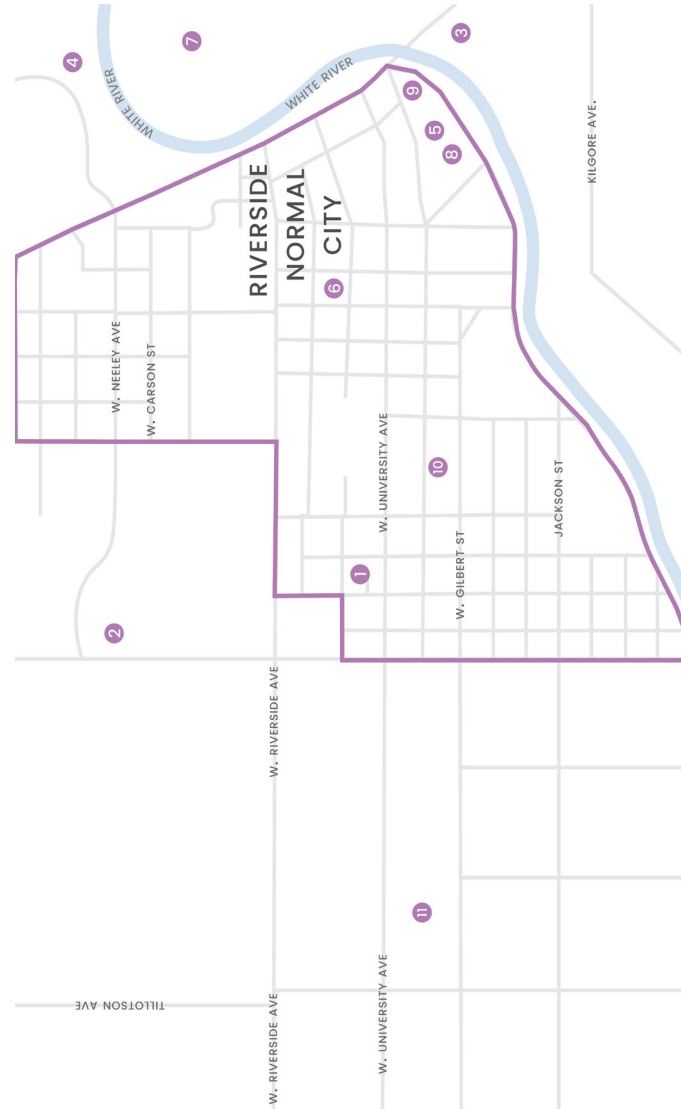 4
TILLOTSON AVE
2
W. NEELEY AVE
WHITE RIVER
W. CARSON ST
7
RIVERSIDE
NORMAL
CITY
W. RIVERSIDE AVE
W. RIVERSIDE AVE
WHITE RIVER
6
1
W. UNIVERSITY AVE
W. UNIVERSITY AVE
9
11
5
10
8
W. GILBERT ST
3
JACKSON ST
KILGORE AVE.